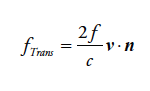 f_Trans = 2f/c v · n